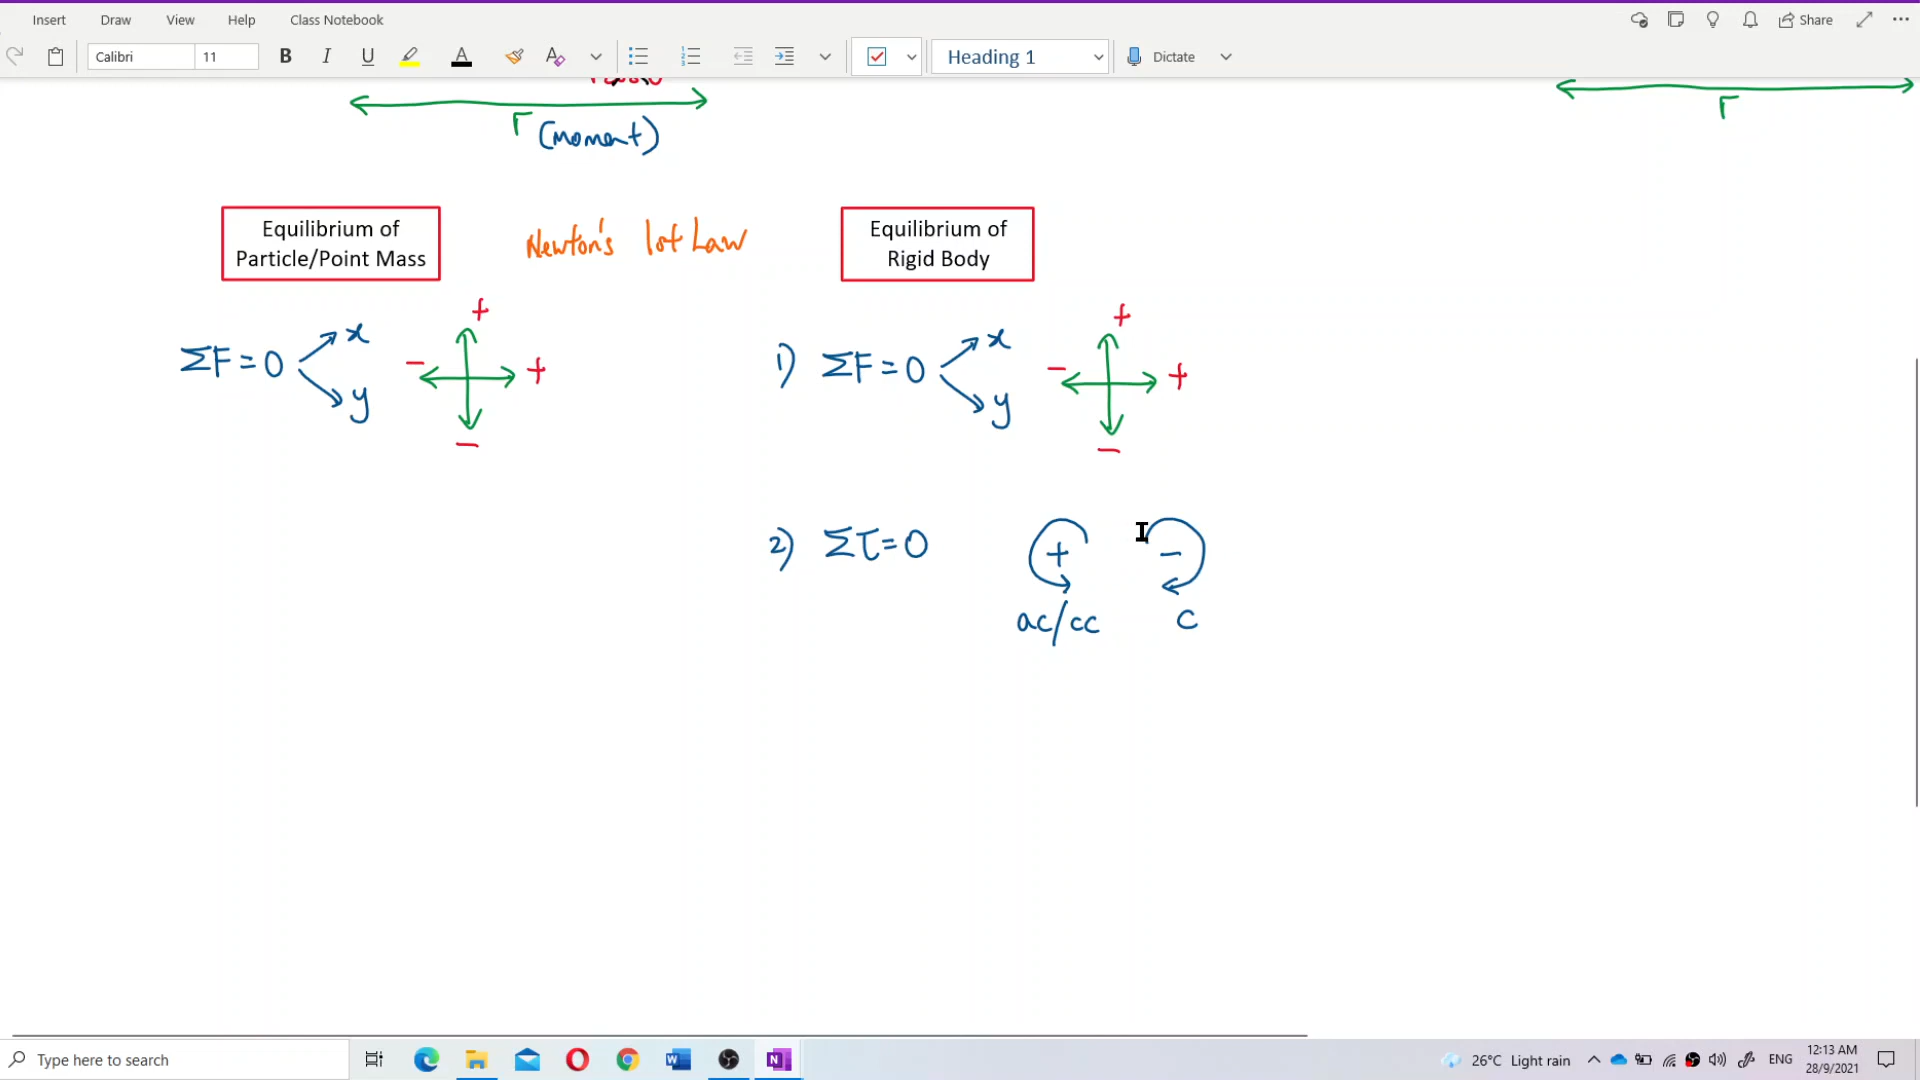 Insert Draw View Help Class Notebook Share
Calibri 11 B I U A Heading 1 Dictate
r (moment)
r
Equilibrium of
Particle/Point Mass
Newton's 1st Law
Equilibrium of
Rigid Body
ΣF = 0 x y + - + -
1) ΣF = 0 x y + - + -
2) Στ = 0 + -
ac/cc c
Type here to search 26°C Light rain ENG 12:13 AM
28/9/2021